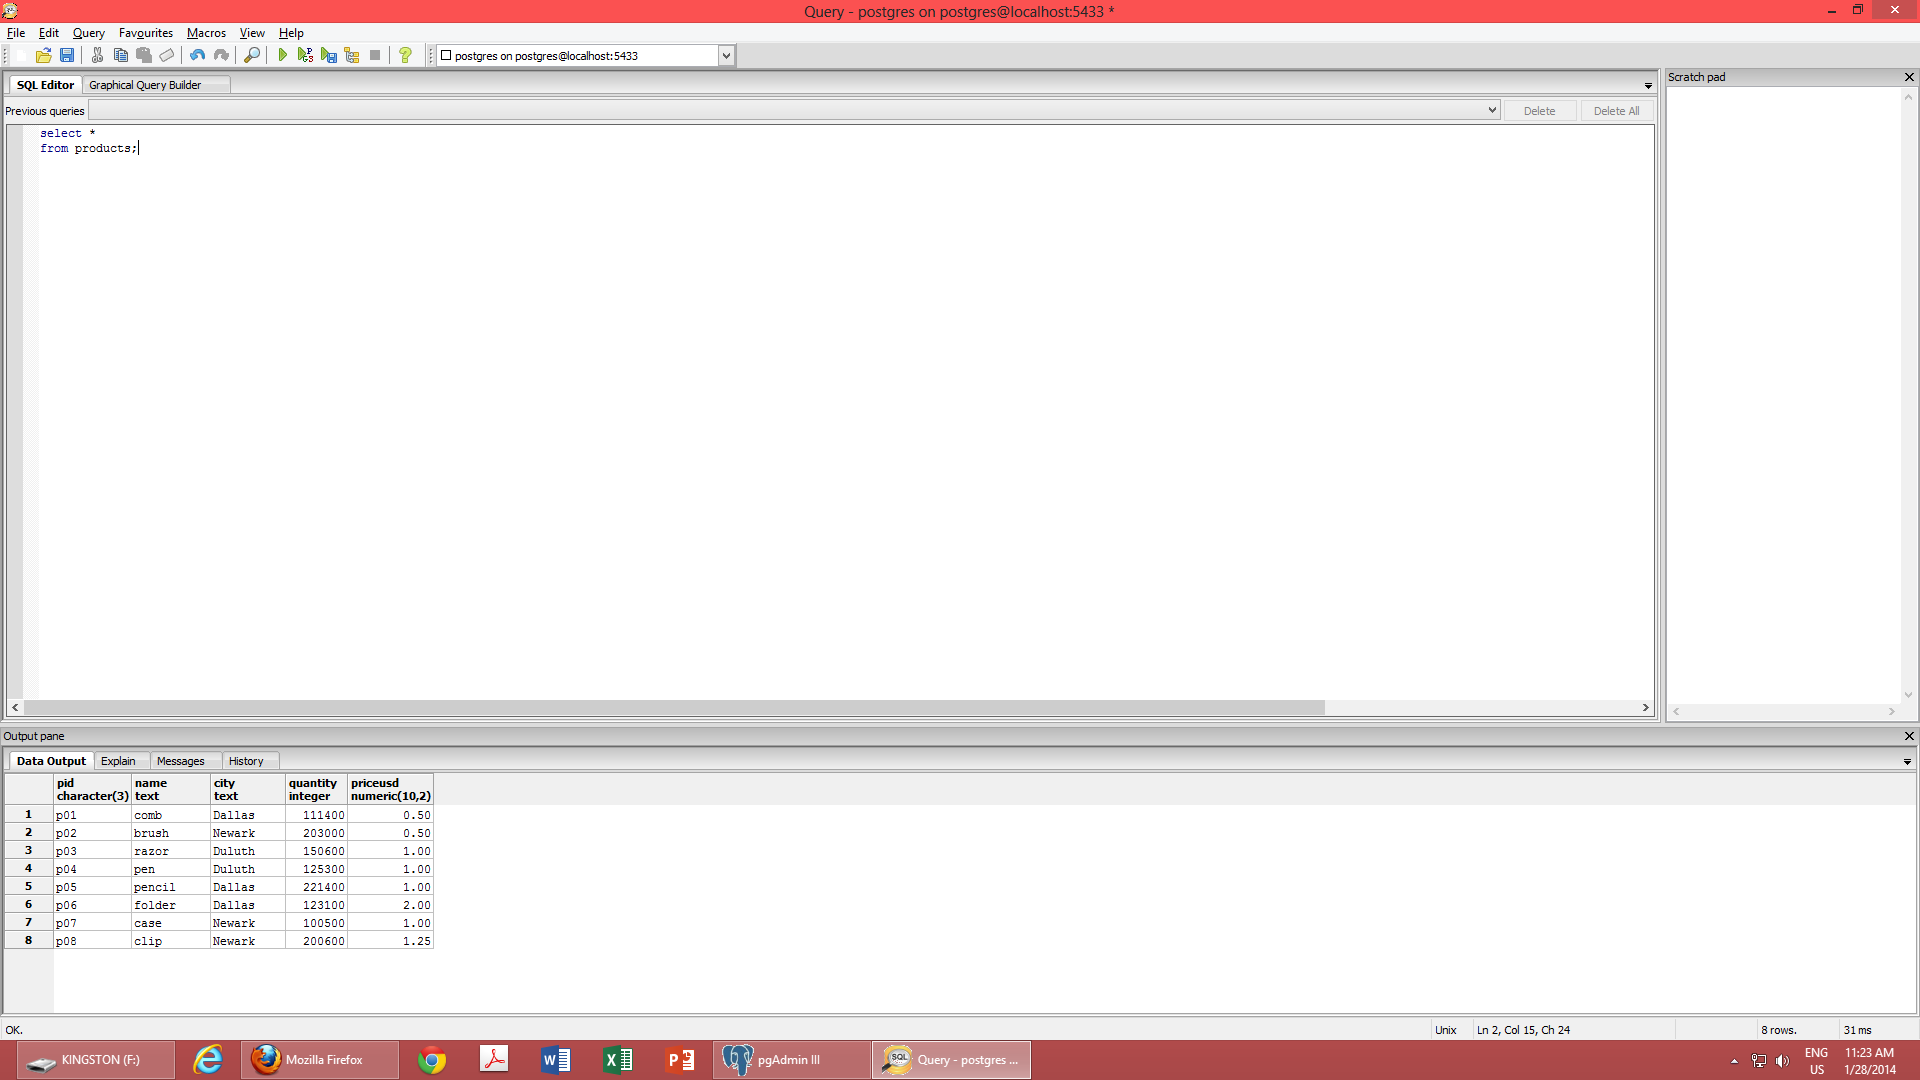 Query - postgres on postgres@localhost:5433 *
File Edit Query Favourites Macros View Help
postgres on postgres@localhost:5433
SQL Editor Graphical Query Builder
Scratch pad
Previous queries Delete Delete All
select *
from products;
Output pane
Data Output Explain Messages History
pid name city quantity priceusd
character(3) text text integer numeric(10,2)
1 p01 comb Dallas 111400 0.50
2 p02 brush Newark 203000 0.50
3 p03 razor Duluth 150600 1.00
4 p04 pen Duluth 125300 1.00
5 p05 pencil Dallas 221400 1.00
6 p06 folder Dallas 123100 2.00
7 p07 case Newark 100500 1.00
8 p08 clip Newark 200600 1.25
OK. Unix Ln 2, Col 15, Ch 24 8 rows. 31 ms
KINGSTON (F:) Mozilla Firefox pgAdmin III Query - postgres ... ENG 11:23 AM
US 1/28/2014